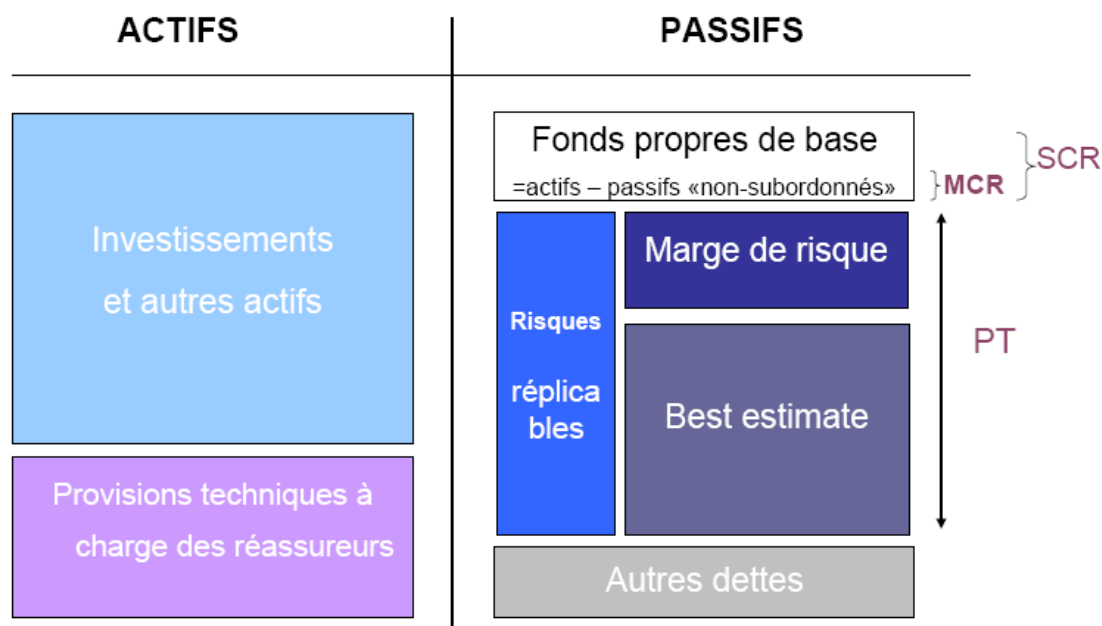 ACTIFS
PASSIFS
Investissements
et autres actifs
Provisions techniques à
charge des réassureurs
Fonds propres de base
=actifs – passifs «non-subordonnés»
MCR
SCR
Risques
réplica
bles
Marge de risque
Best estimate
PT
Autres dettes